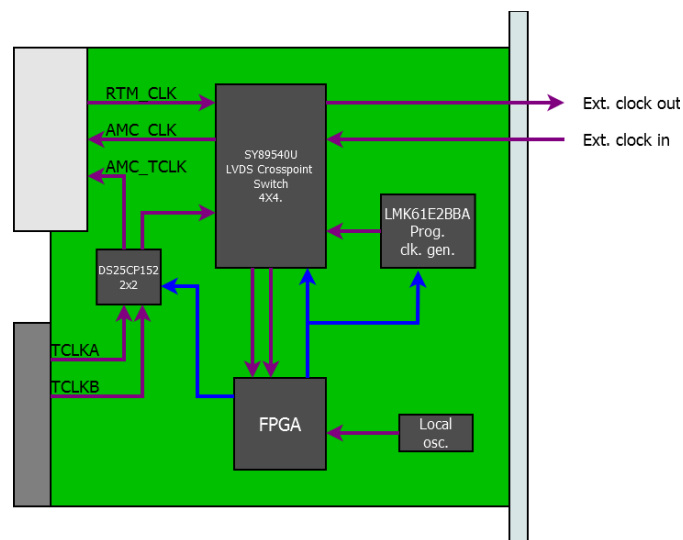 RTM_CLK
Ext. clock out
AMC_CLK
Ext. clock in
SY89540U
LVDS Crosspoint
Switch
4X4.
AMC_TCLK
LMK61E2BBA
Prog.
clk. gen.
DS25CP152
2x2
TCLKA
TCLKB
FPGA
Local
osc.